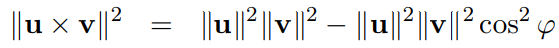 ‖u × v‖² = ‖u‖²‖v‖² − ‖u‖²‖v‖² cos² φ